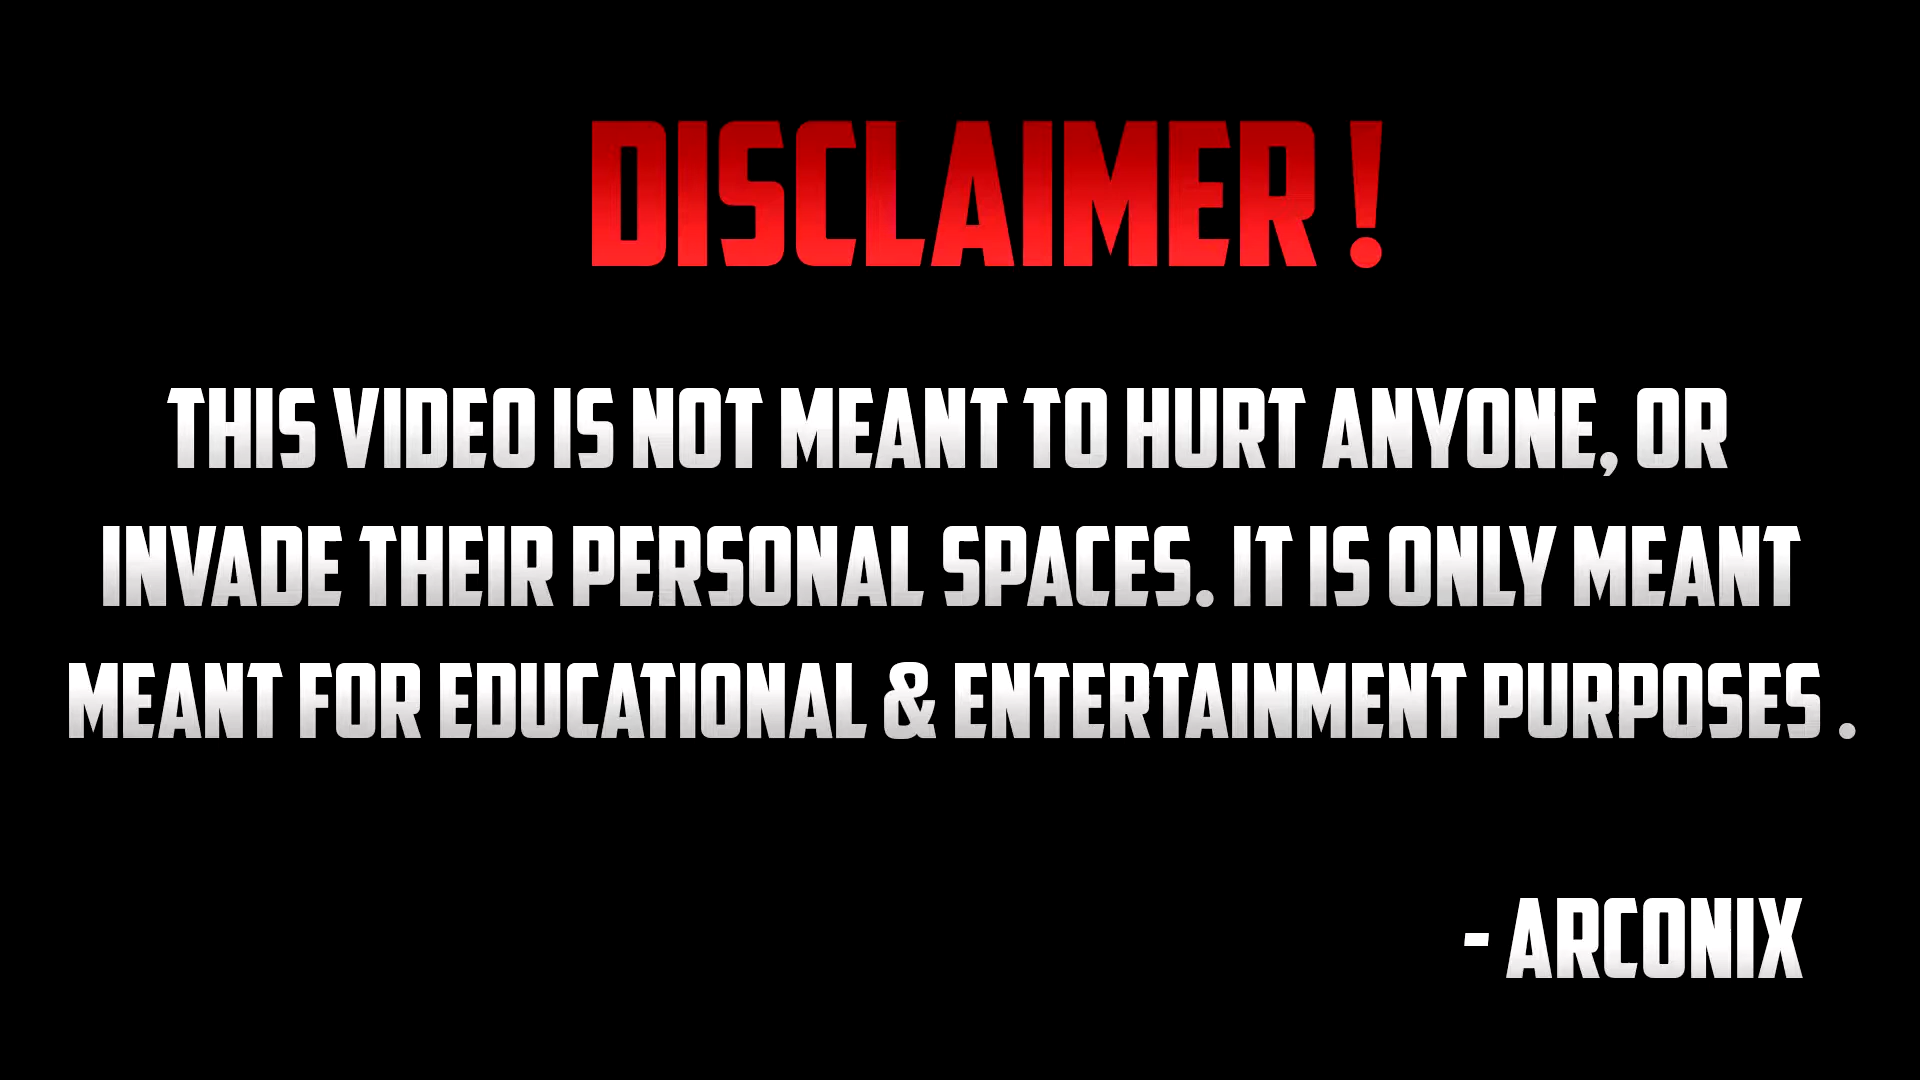 DISCLAIMER !
THIS VIDEO IS NOT MEANT TO HURT ANYONE, OR
INVADE THEIR PERSONAL SPACES. IT IS ONLY MEANT
MEANT FOR EDUCATIONAL & ENTERTAINMENT PURPOSES .
- ARCONIX